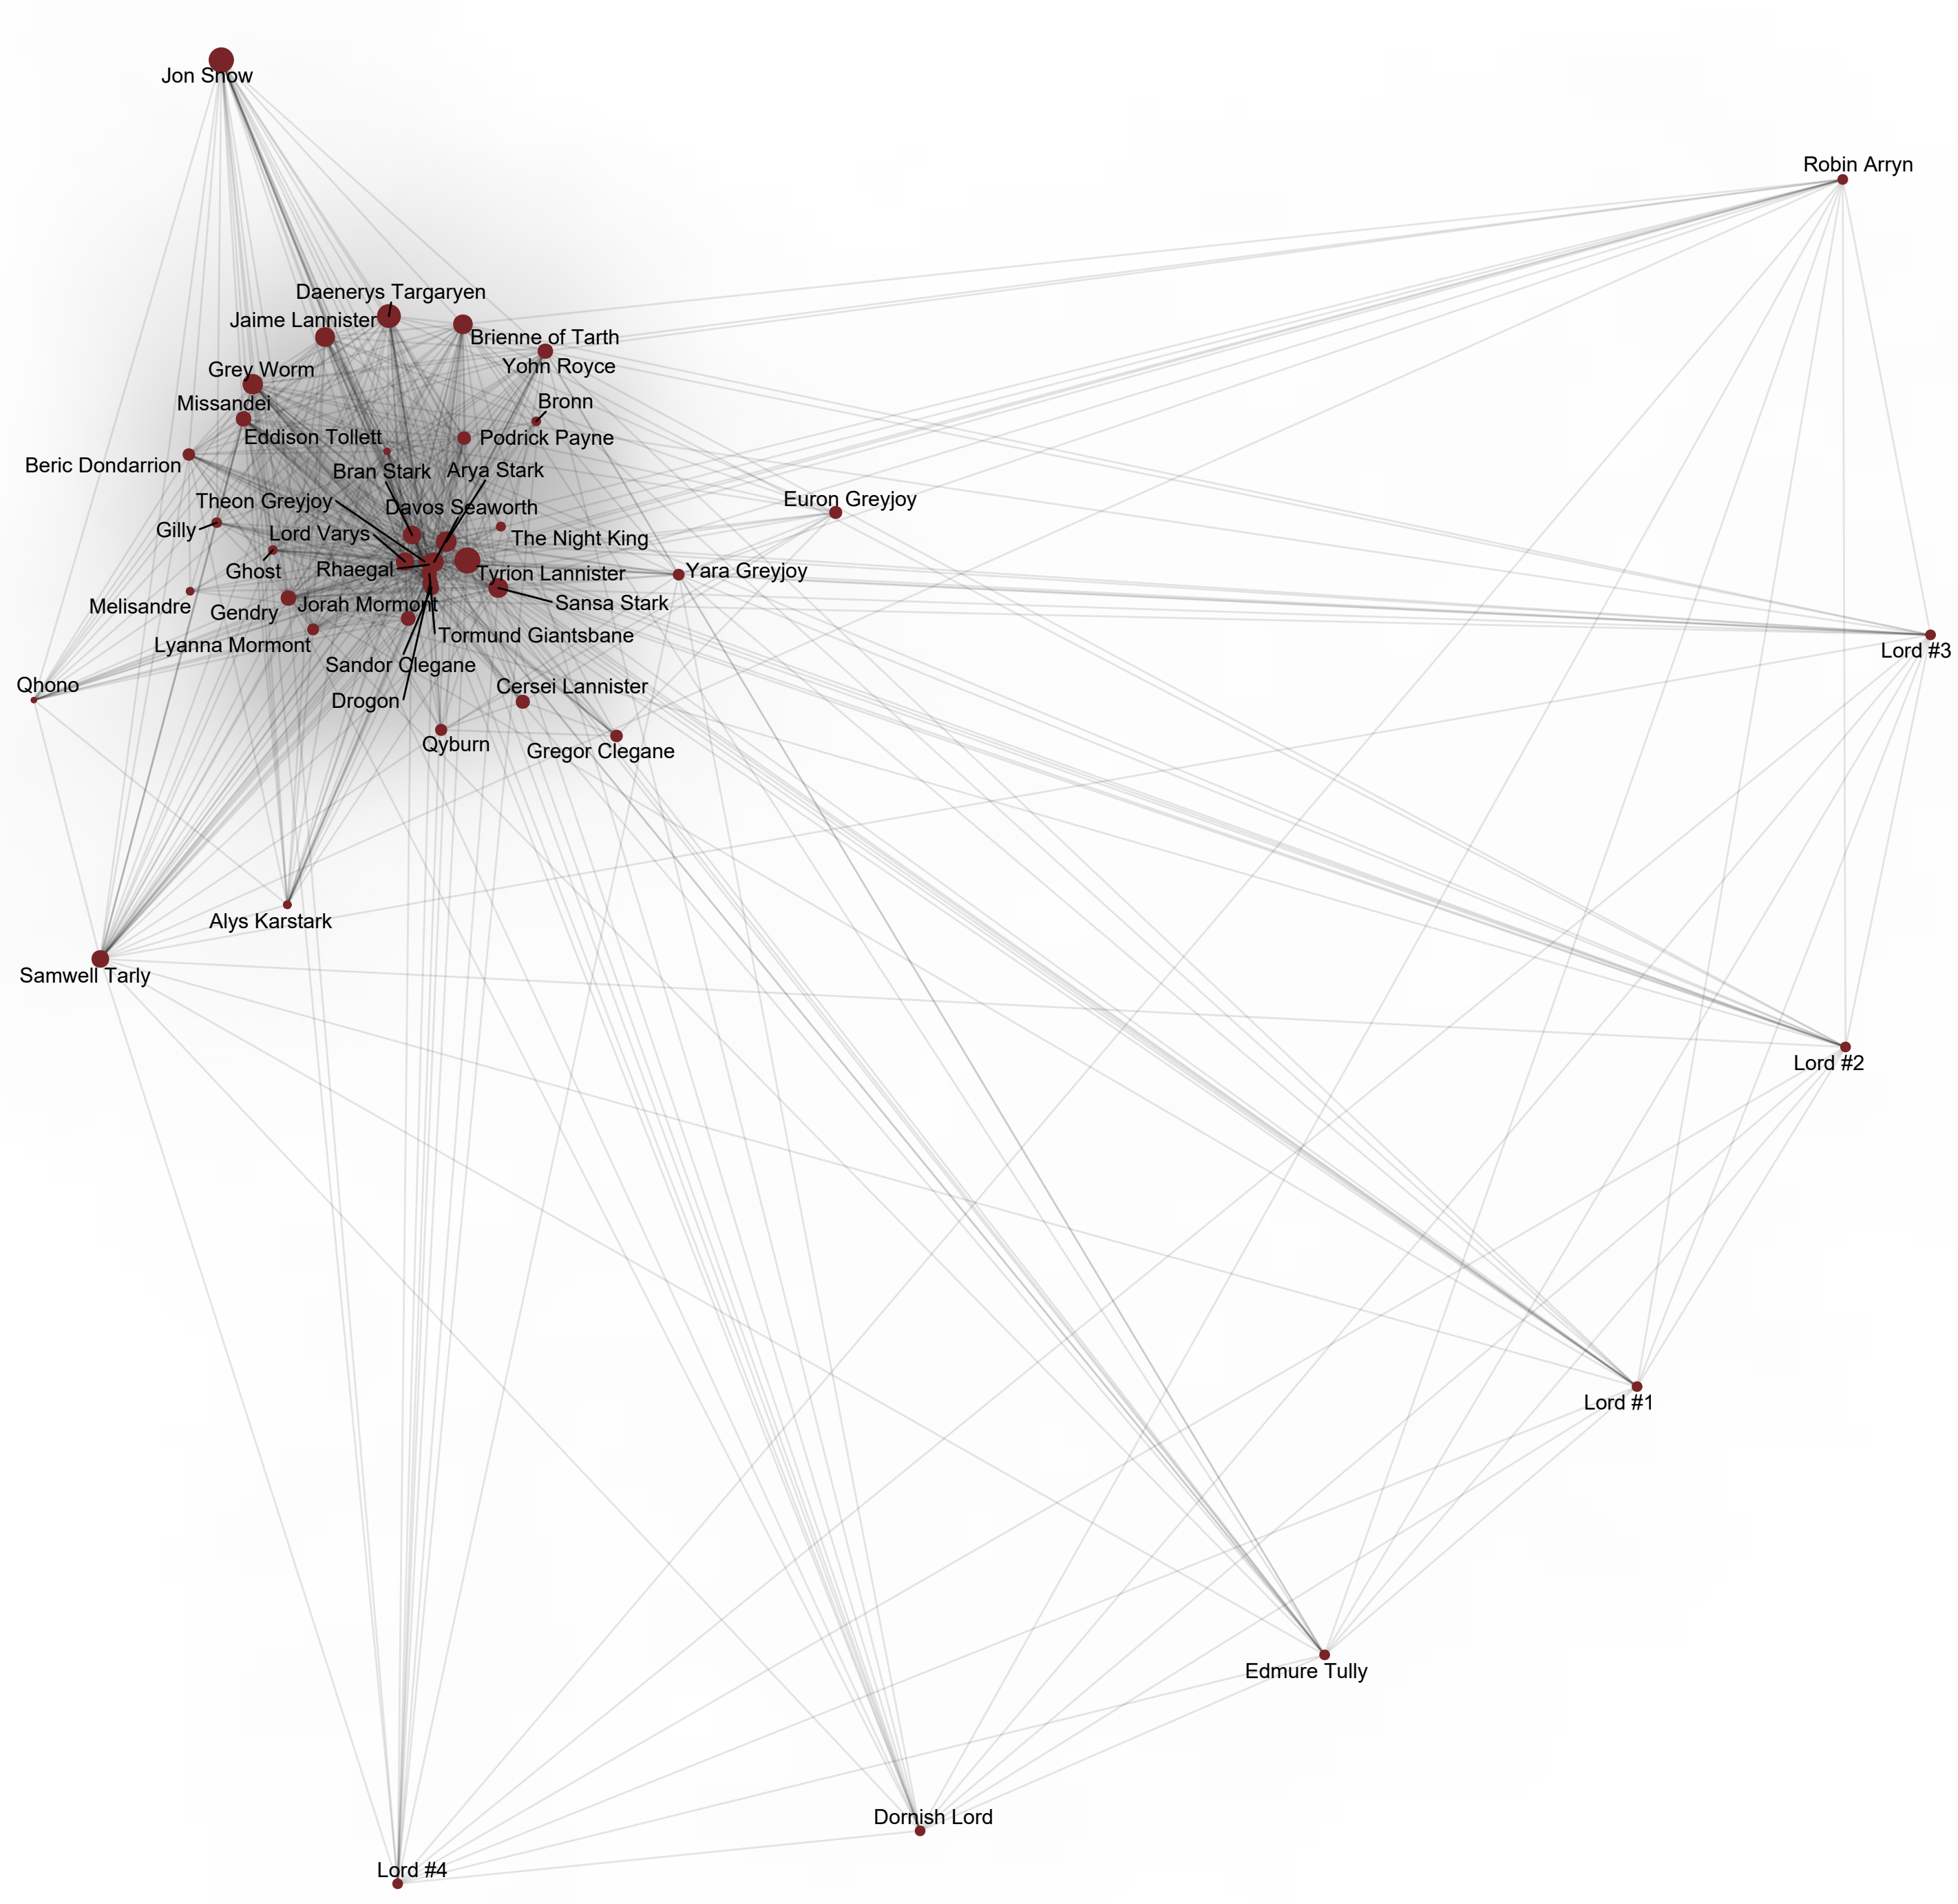 Jon Snow
Robin Arryn
Daenerys Targaryen
Jaime Lannister
Brienne of Tarth
Yohn Royce
Grey Worm
Missandei
Bronn
Eddison Tollett
Podrick Payne
Beric Dondarrion
Bran Stark
Arya Stark
Theon Greyjoy
Euron Greyjoy
Davos Seaworth
Gilly
Lord Varys
The Night King
Ghost
Rhaegal
Tyrion Lannister
Yara Greyjoy
Melisandre
Gendry
Jorah Mormont
Sansa Stark
Tormund Giantsbane
Lyanna Mormont
Lord #3
Sandor Clegane
Qhono
Cersei Lannister
Drogon
Qyburn
Gregor Clegane
Alys Karstark
Samwell Tarly
Lord #2
Lord #1
Edmure Tully
Dornish Lord
Lord #4